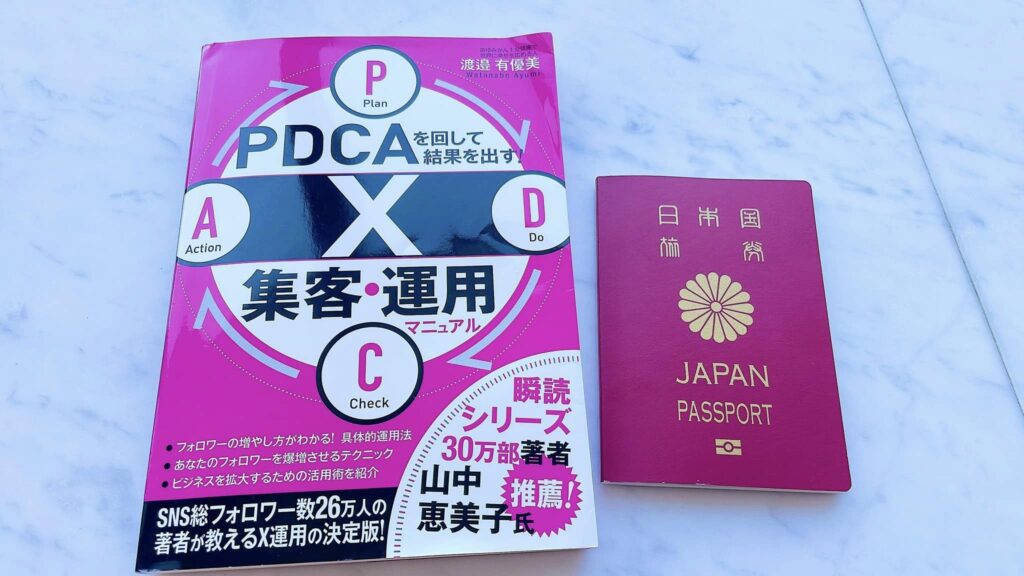 渡邉 有優美
Watanabe Ayumi
P
Plan
PDCAを回して
結果を出す!
A
Action
X
D
Do
集客・運用
マニュアル
C
Check
• フォロワーの増やし方がわかる! 具体的運用法
• あなたのフォロワーを爆増させるテクニック
• ビジネスを拡大するための活用術を紹介
瞬読
シリーズ
30万部著者
山中
恵美子氏
推薦!
SNS総フォロワー数26万人の
著者が教えるX運用の決定版!
日本国
旅券
JAPAN
PASSPORT